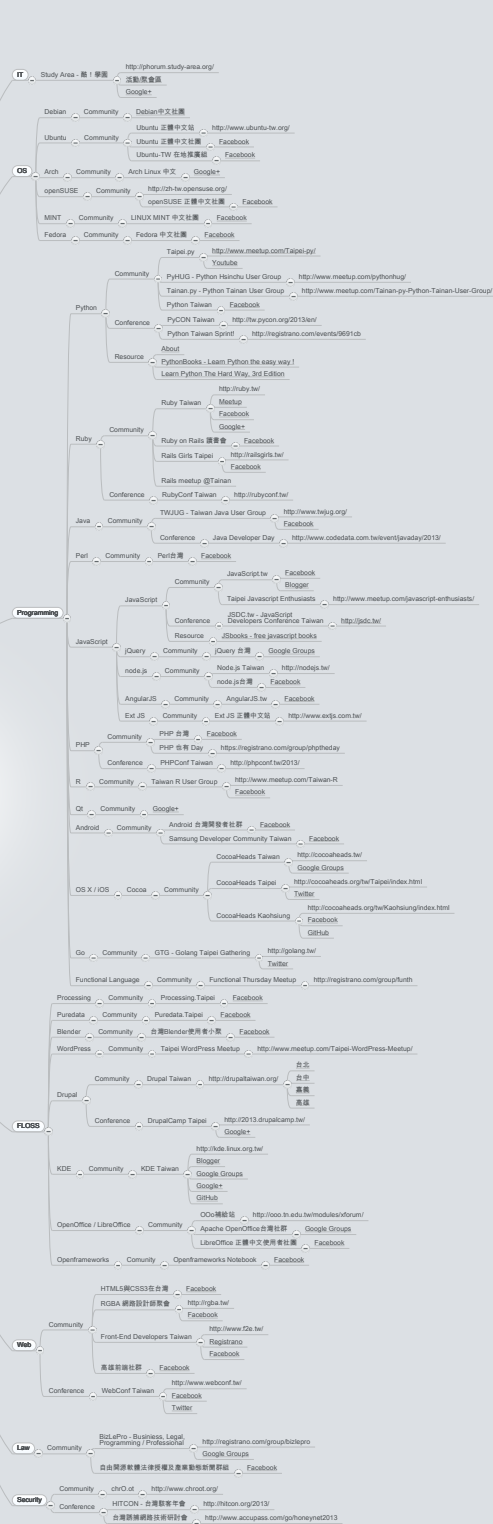 IT
Study Area - 酷！學園
http://phorum.study-area.org/
活動/聚會區
Google+
OS
Debian
Community
Debian中文社團
Ubuntu
Community
Ubuntu 正體中文站
http://www.ubuntu-tw.org/
Ubuntu 正體中文社團
Facebook
Ubuntu-TW 在地推廣組
Facebook
Arch
Community
Arch Linux 中文
Google+
openSUSE
Community
http://zh-tw.opensuse.org/
openSUSE 正體中文社團
Facebook
MINT
Community
LINUX MINT 中文社團
Facebook
Fedora
Community
Fedora 中文社團
Facebook
Programming
Python
Community
Taipei.py
http://www.meetup.com/Taipei-py/
Youtube
PyHUG - Python Hsinchu User Group
http://www.meetup.com/pythonhug/
Tainan.py - Python Tainan User Group
http://www.meetup.com/Tainan-py-Python-Tainan-User-Group/
Python Taiwan
Facebook
Conference
PyCON Taiwan
http://tw.pycon.org/2013/en/
Python Taiwan Sprint!
http://registrano.com/events/9691cb
Resource
About
PythonBooks - Learn Python the easy way !
Learn Python The Hard Way, 3rd Edition
Ruby
Community
Ruby Taiwan
http://ruby.tw/
Meetup
Facebook
Google+
Ruby on Rails 讀書會
Facebook
Rails Girls Taipei
http://railsgirls.tw/
Facebook
Rails meetup @Tainan
Conference
RubyConf Taiwan
http://rubyconf.tw/
Java
Community
TWJUG - Taiwan Java User Group
http://www.twjug.org/
Facebook
Conference
Java Developer Day
http://www.codedata.com.tw/event/javaday/2013/
Perl
Community
Perl台灣
Facebook
JavaScript
JavaScript
Community
JavaScript.tw
Facebook
Blogger
Taipei Javascript Enthusiasts
http://www.meetup.com/javascript-enthusiasts/
Conference
JSDC.tw - JavaScript
Developers Conference Taiwan
http://jsdc.tw/
Resource
JSbooks - free javascript books
jQuery
Community
jQuery 台灣
Google Groups
node.js
Community
Node.js Taiwan
http://nodejs.tw/
node.js台灣
Facebook
AngularJS
Community
AngularJS.tw
Facebook
Ext JS
Community
Ext JS 正體中文站
http://www.extjs.com.tw/
PHP
Community
PHP 台灣
Facebook
PHP 也有 Day
https://registrano.com/group/phptheday
Conference
PHPConf Taiwan
http://phpconf.tw/2013/
R
Community
Taiwan R User Group
http://www.meetup.com/Taiwan-R
Facebook
Qt
Community
Google+
Android
Community
Android 台灣開發者社群
Facebook
Samsung Developer Community Taiwan
Facebook
OS X / iOS
Cocoa
Community
CocoaHeads Taiwan
http://cocoaheads.tw/
Google Groups
CocoaHeads Taipei
http://cocoaheads.org/tw/Taipei/index.html
Twitter
CocoaHeads Kaohsiung
http://cocoaheads.org/tw/Kaohsiung/index.html
Facebook
GitHub
Go
Community
GTG - Golang Taipei Gathering
http://golang.tw/
Twitter
Functional Language
Community
Functional Thursday Meetup
http://registrano.com/group/functh
FLOSS
Processing
Community
Processing.Taipei
Facebook
Puredata
Community
Puredata.Taipei
Facebook
Blender
Community
台灣Blender使用者小聚
Facebook
WordPress
Community
Taipei WordPress Meetup
http://www.meetup.com/Taipei-WordPress-Meetup/
Drupal
Community
Drupal Taiwan
http://drupaltaiwan.org/
台北
台中
嘉義
高雄
Conference
DrupalCamp Taipei
http://2013.drupalcamp.tw/
Google+
KDE
Community
KDE Taiwan
http://kde.linux.org.tw/
Blogger
Google Groups
Google+
GitHub
OpenOffice / LibreOffice
Community
OOo補給站
http://ooo.tn.edu.tw/modules/xforum/
Apache OpenOffice台灣社群
Google Groups
LibreOffice 正體中文使用者社團
Facebook
Openframeworks
Comunity
Openframeworks Notebook
Facebook
Web
Community
HTML5與CSS3在台灣
Facebook
RGBA 網路設計師聚會
http://rgba.tw/
Facebook
Front-End Developers Taiwan
http://www.f2e.tw/
Registrano
Facebook
高雄前端社群
Facebook
Conference
WebConf Taiwan
http://www.webconf.tw/
Facebook
Twitter
Law
Community
BizLePro - Business, Legal,
Programming / Professional
http://registrano.com/group/bizlepro
Google Groups
自由開源軟體法律授權及產業動態新聞群組
Facebook
Security
Community
chrO.ot
http://www.chroot.org/
Conference
HITCON - 台灣駭客年會
http://hitcon.org/2013/
台灣誘捕網路技術研討會
http://www.accupass.com/go/honeynet2013